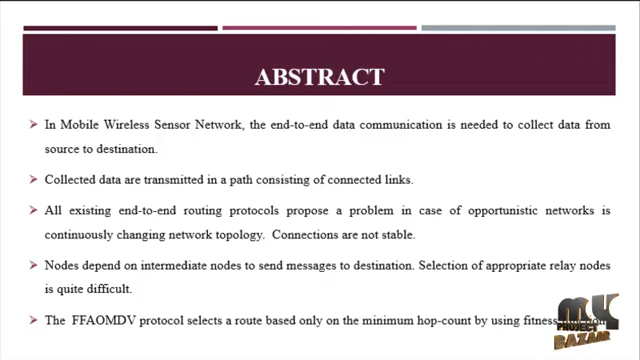 ABSTRACT
In Mobile Wireless Sensor Network, the end-to-end data communication is needed to collect data from
source to destination.
Collected data are transmitted in a path consisting of connected links.
All existing end-to-end routing protocols propose a problem in case of opportunistic networks is
continuously changing network topology. Connections are not stable.
Nodes depend on intermediate nodes to send messages to destination. Selection of appropriate relay nodes
is quite difficult.
The FFAOMDV protocol selects a route based only on the minimum hop-count by using fitness
PROJECT
BAZAAR